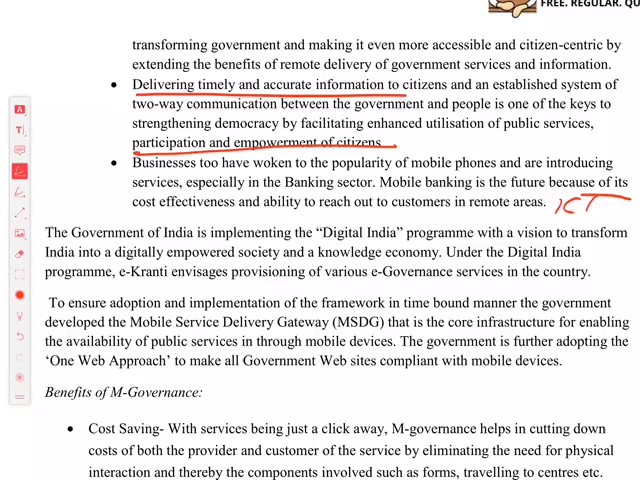 FREE. REGULAR. QU
transforming government and making it even more accessible and citizen-centric by
extending the benefits of remote delivery of government services and information.
• Delivering timely and accurate information to citizens and an established system of
two-way communication between the government and people is one of the keys to
strengthening democracy by facilitating enhanced utilisation of public services,
participation and empowerment of citizens.
• Businesses too have woken to the popularity of mobile phones and are introducing
services, especially in the Banking sector. Mobile banking is the future because of its
cost effectiveness and ability to reach out to customers in remote areas. ICT
The Government of India is implementing the “Digital India” programme with a vision to transform
India into a digitally empowered society and a knowledge economy. Under the Digital India
programme, e-Kranti envisages provisioning of various e-Governance services in the country.
To ensure adoption and implementation of the framework in time bound manner the government
developed the Mobile Service Delivery Gateway (MSDG) that is the core infrastructure for enabling
the availability of public services in through mobile devices. The government is further adopting the
‘One Web Approach’ to make all Government Web sites compliant with mobile devices.
Benefits of M-Governance:
• Cost Saving- With services being just a click away, M-governance helps in cutting down
costs of both the provider and customer of the service by eliminating the need for physical
interaction and thereby the components involved such as forms, travelling to centres etc.